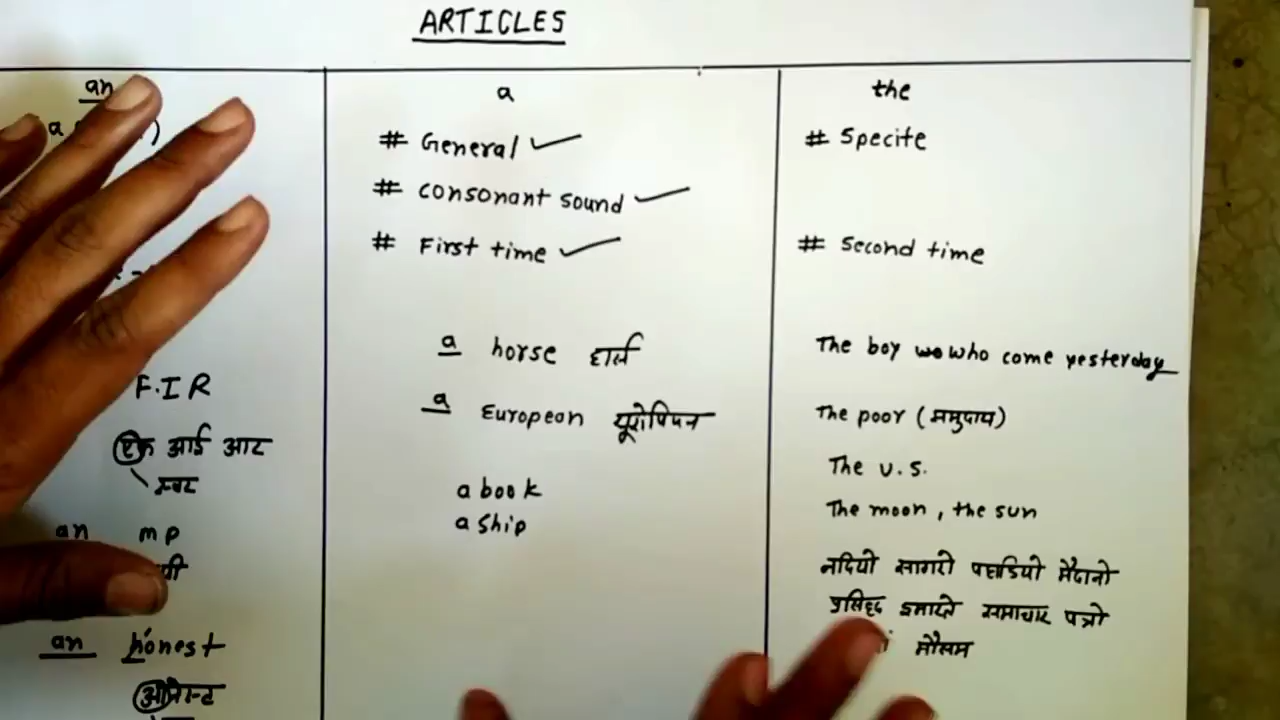 ARTICLES
an
a
# General
# consonant sound
# First time
a horse हार्स
a European यूरोपियन
a book
a ship
the
# Specite
# Second time
The boy who come yesterday
The poor (समुदाय)
The U.S.
The moon, the sun
नदियो सागरो पहाडियो मैदानो
प्रसिद्ध इमारते समाचार पत्रो
मौसम
F.I.R
एफ आई आर
स्वर
an mp
an honest
आनेस्ट